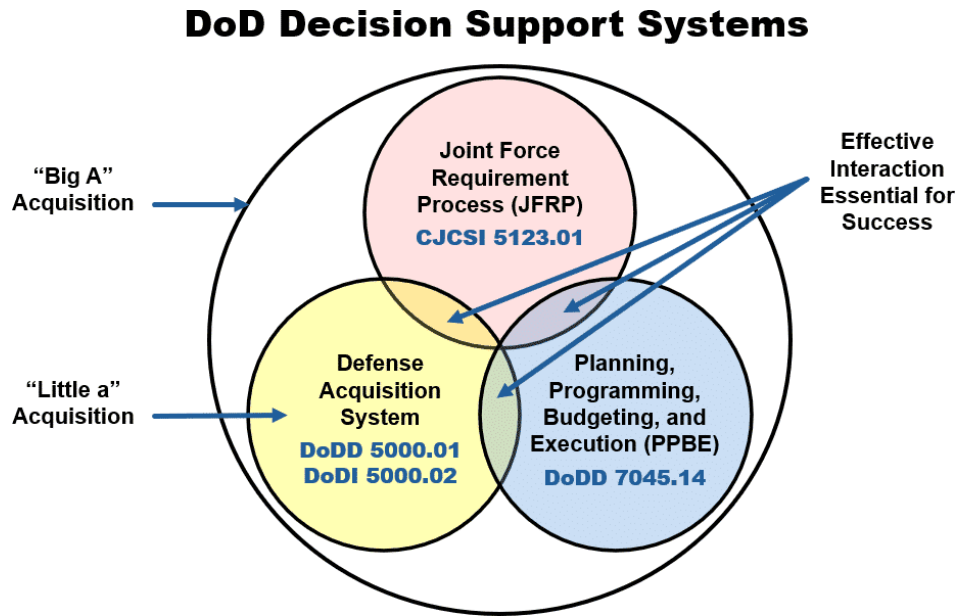 DoD Decision Support Systems
“Big A”
Acquisition
Joint Force
Requirement
Process (JFRP)
CJCSI 5123.01
Effective
Interaction
Essential for
Success
“Little a”
Acquisition
Defense
Acquisition
System
DoDD 5000.01
DoDI 5000.02
Planning,
Programming,
Budgeting, and
Execution (PPBE)
DoDD 7045.14